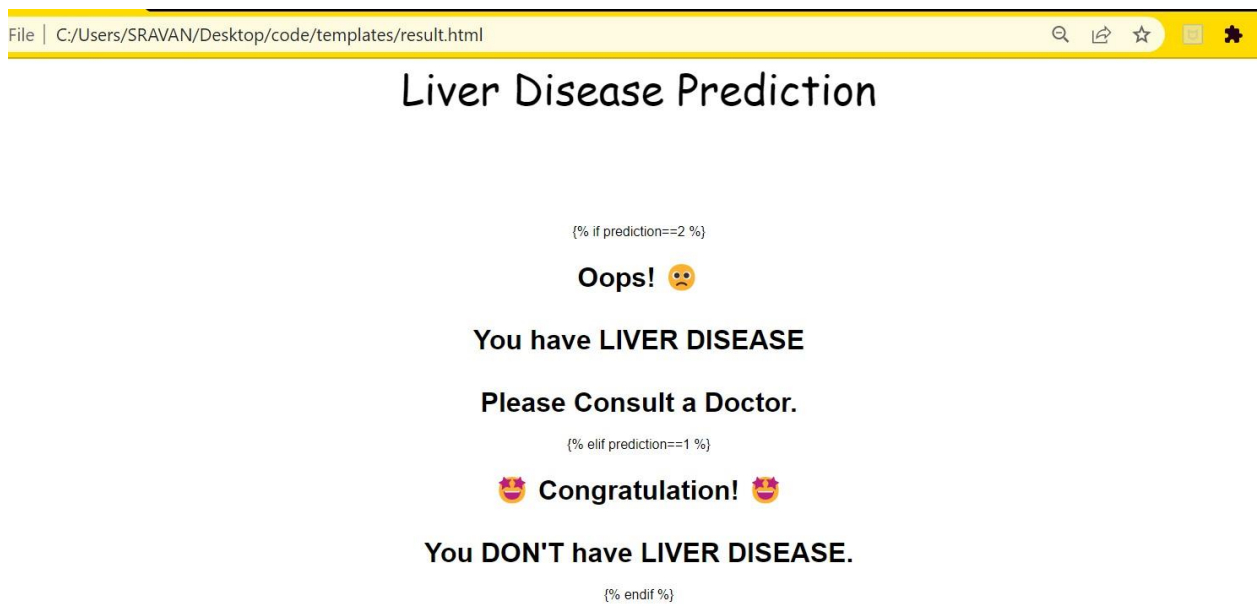 File | C:/Users/SRAVAN/Desktop/code/templates/result.html
Liver Disease Prediction
{% if prediction==2 %}
Oops! 🙁
You have LIVER DISEASE
Please Consult a Doctor.
{% elif prediction==1 %}
🤩 Congratulation! 🤩
You DON'T have LIVER DISEASE.
{% endif %}